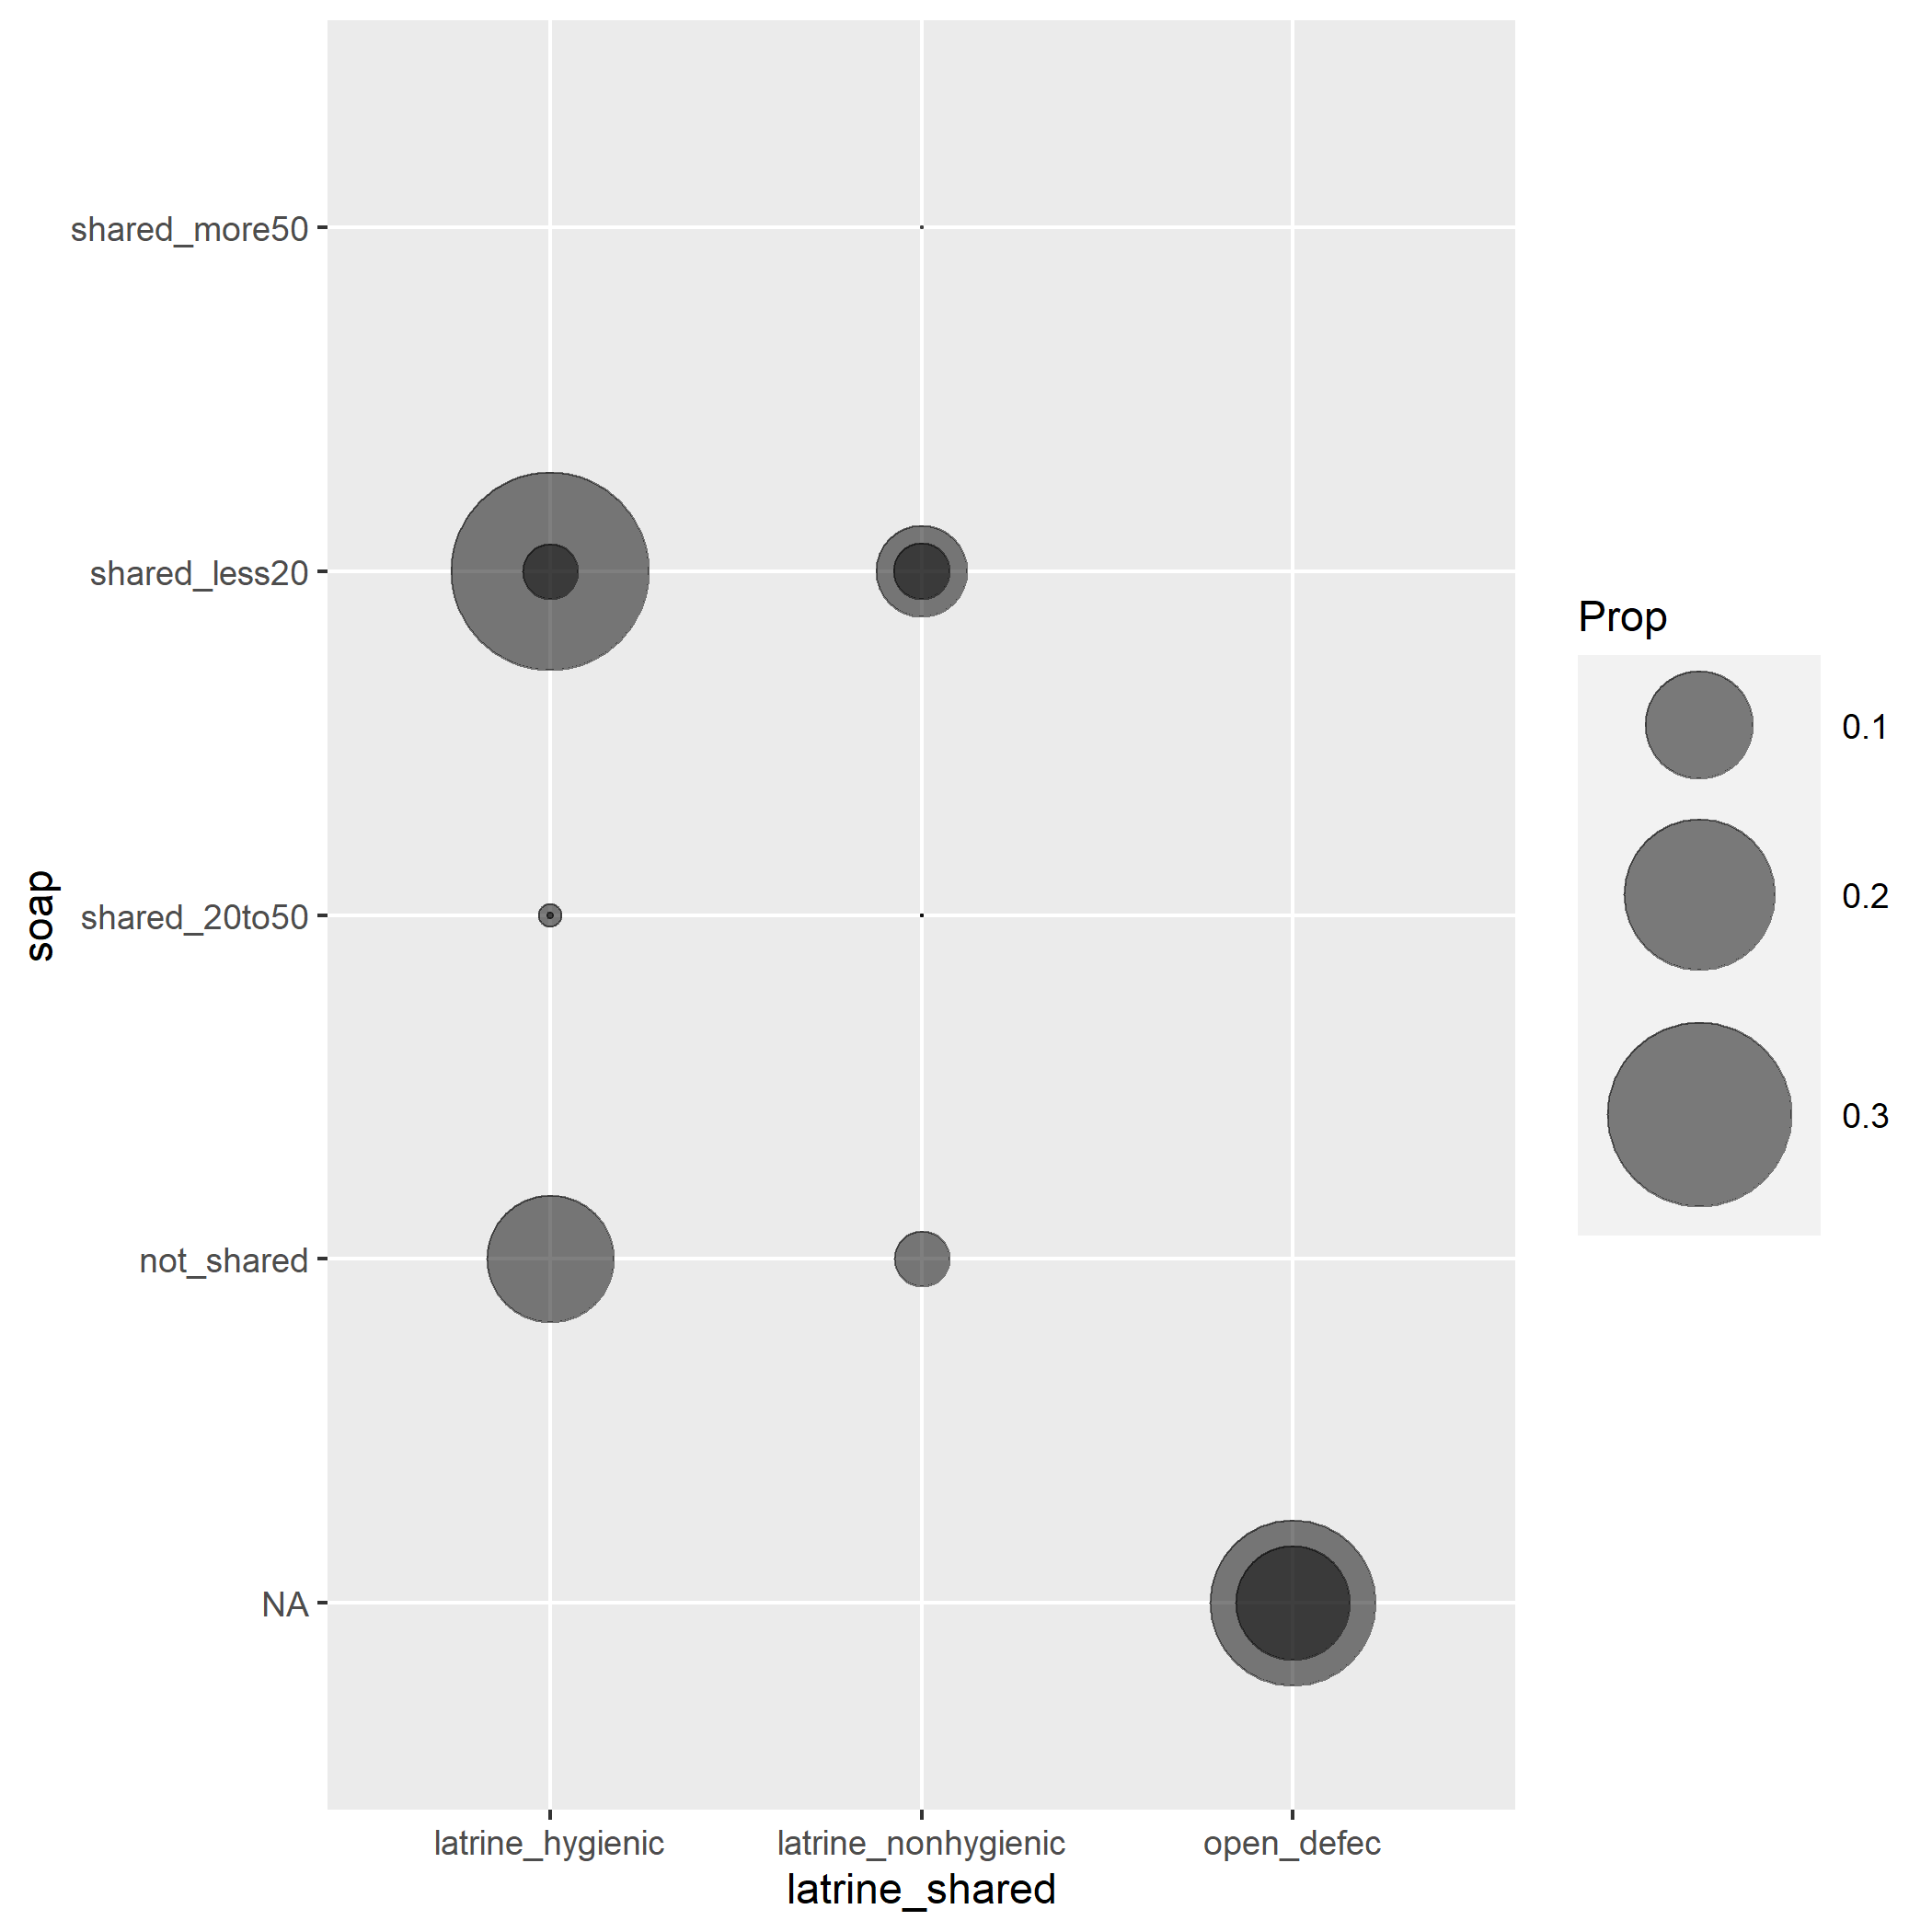 soap
shared_more50
shared_less20
shared_20to50
not_shared
NA
latrine_hygienic
latrine_nonhygienic
open_defec
latrine_shared
Prop
0.1
0.2
0.3